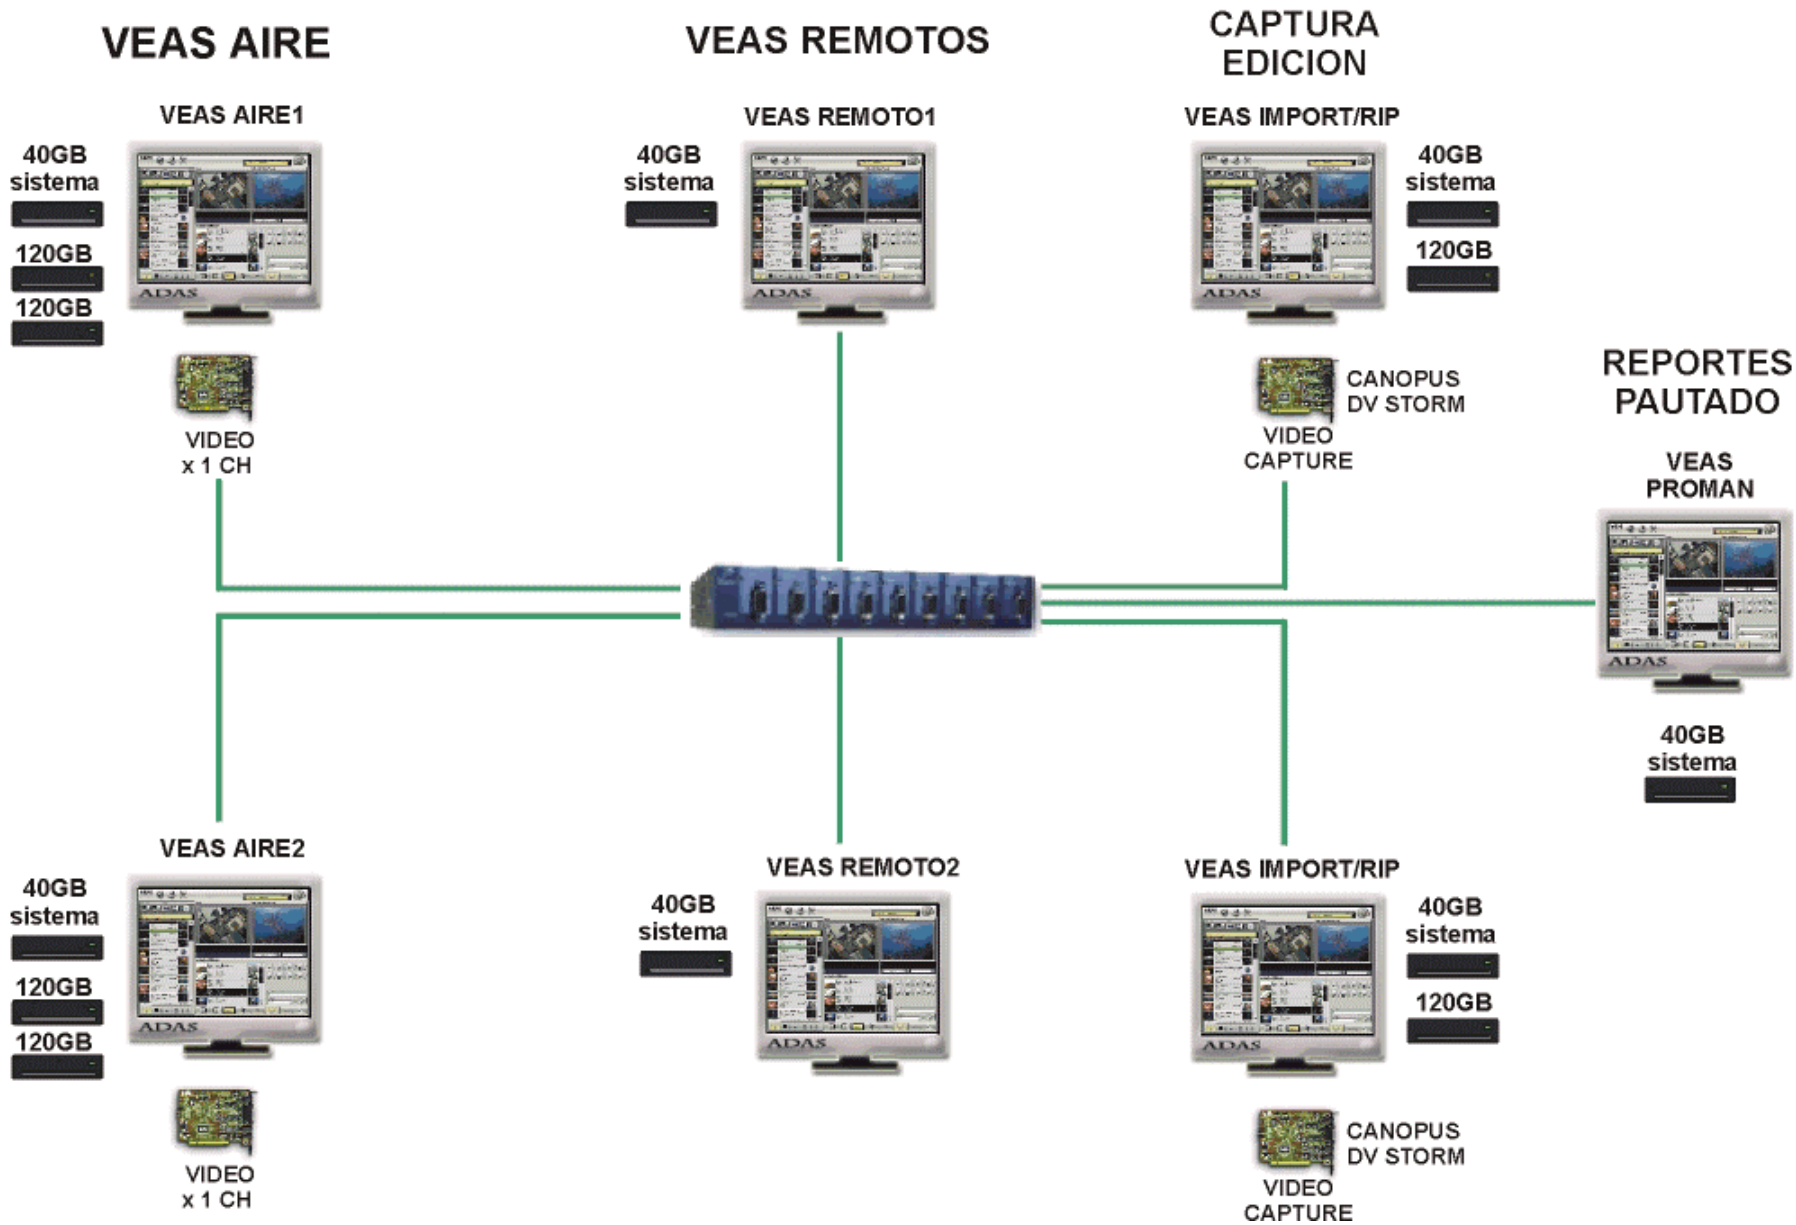 VEAS AIRE
VEAS REMOTOS
CAPTURA
EDICION
VEAS AIRE1
40GB
sistema
120GB
120GB
ADAS
VIDEO
x 1 CH
VEAS REMOTO1
40GB
sistema
ADAS
VEAS IMPORT/RIP
40GB
sistema
120GB
ADAS
CANOPUS
DV STORM
VIDEO
CAPTURE
REPORTES
PAUTADO
VEAS
PROMAN
ADAS
40GB
sistema
VEAS AIRE2
40GB
sistema
120GB
120GB
ADAS
VIDEO
x 1 CH
VEAS REMOTO2
40GB
sistema
ADAS
VEAS IMPORT/RIP
40GB
sistema
120GB
ADAS
CANOPUS
DV STORM
VIDEO
CAPTURE